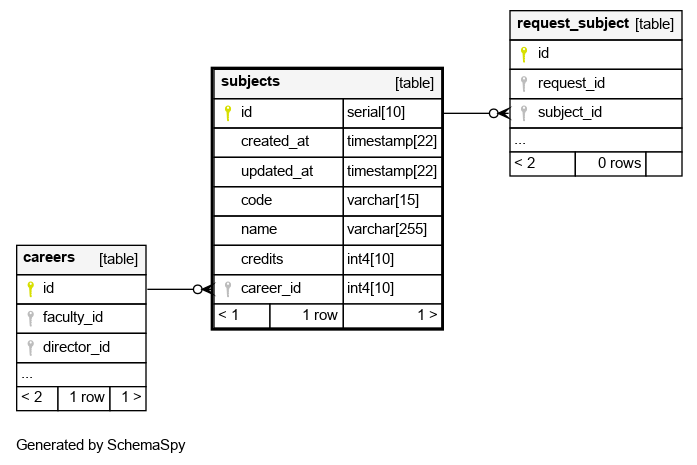 request_subject [table]
id
request_id
subject_id
...
< 2 0 rows
subjects [table]
id serial[10]
created_at timestamp[22]
updated_at timestamp[22]
code varchar[15]
name varchar[255]
credits int4[10]
career_id int4[10]
< 1 1 row 1 >
careers [table]
id
faculty_id
director_id
...
< 2 1 row 1 >
Generated by SchemaSpy